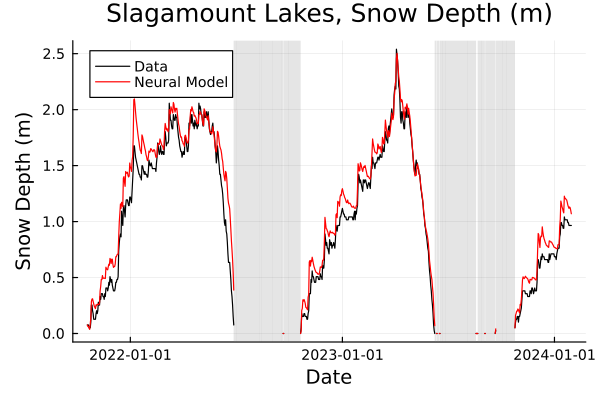 Slagamount Lakes, Snow Depth (m)
Data
Neural Model
Snow Depth (m)
2.5
2.0
1.5
1.0
0.5
0.0
2022-01-01
2023-01-01
2024-01-01
Date